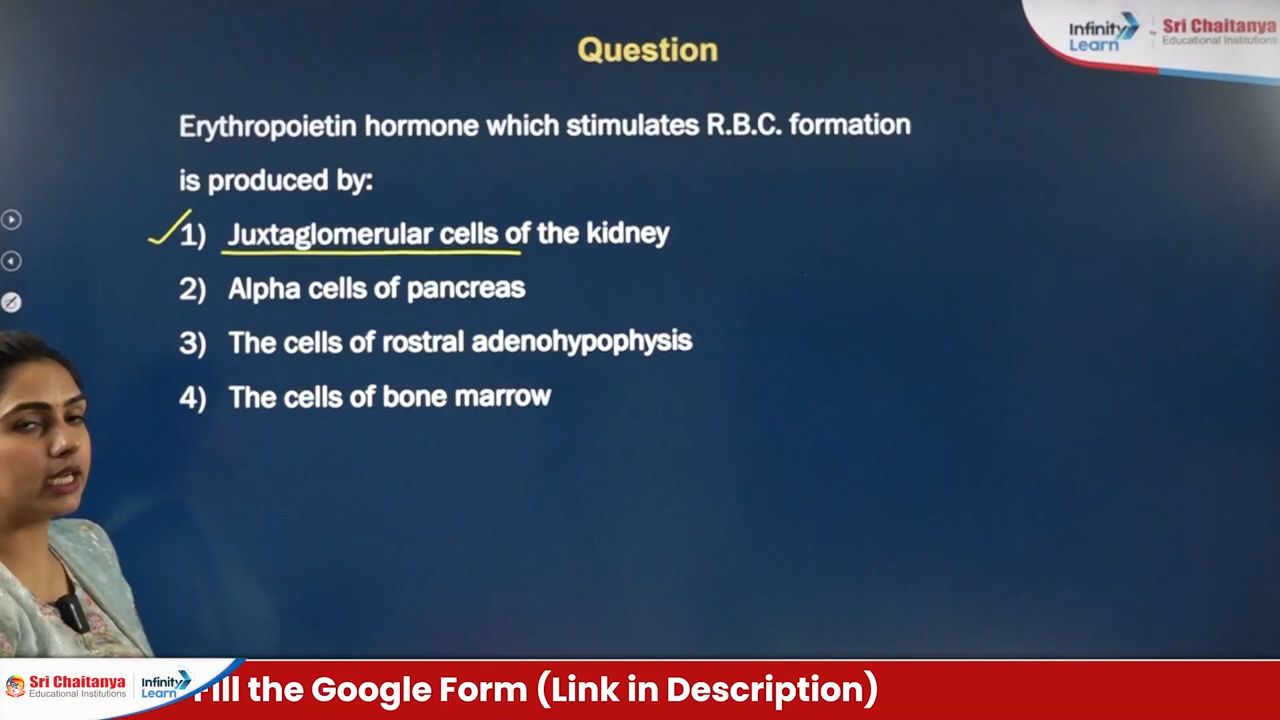 Question
Infinity Learn
by
Sri Chaitanya
Educational Institutions
Erythropoietin hormone which stimulates R.B.C. formation
is produced by:
1) Juxtaglomerular cells of the kidney
2) Alpha cells of pancreas
3) The cells of rostral adenohypophysis
4) The cells of bone marrow
Sri Chaitanya
Educational Institutions
Infinity Learn
Fill the Google Form (Link in Description)